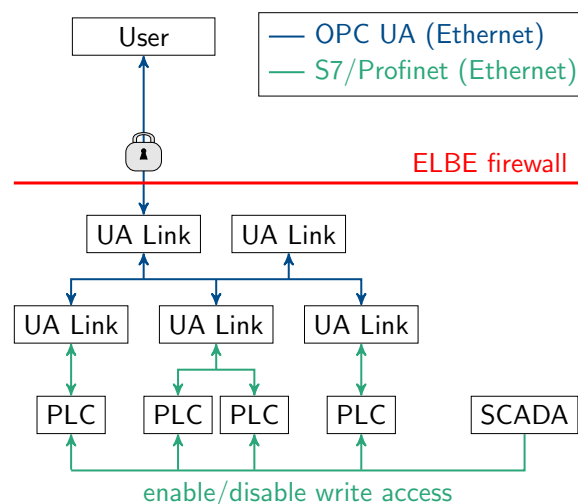 User
OPC UA (Ethernet)
S7/Profinet (Ethernet)
ELBE firewall
UA Link
UA Link
UA Link
UA Link
UA Link
PLC
PLC
PLC
PLC
SCADA
enable/disable write access